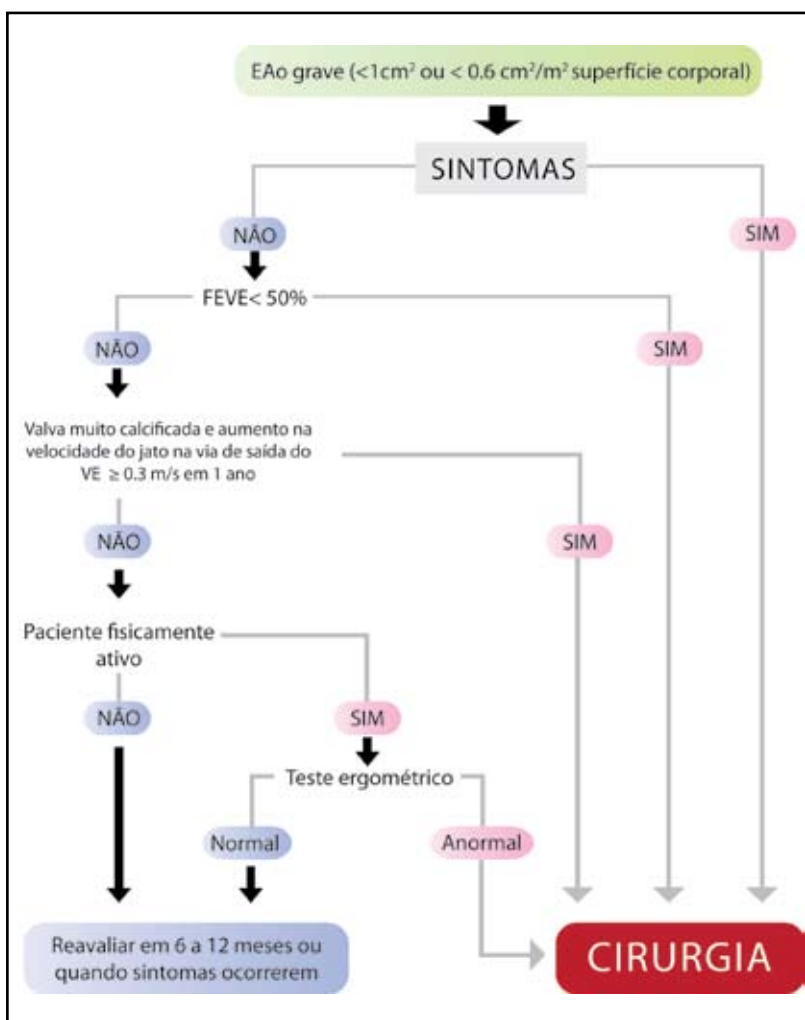 EAo grave (<1cm² ou < 0.6 cm²/m² superfície corporal)
SINTOMAS
NÃO
SIM
FEVE< 50%
NÃO
SIM
Valva muito calcificada e aumento na
velocidade do jato na via de saída do
VE ≥ 0.3 m/s em 1 ano
NÃO
SIM
Paciente fisicamente
ativo
NÃO
SIM
Teste ergométrico
Normal
Anormal
Reavaliar em 6 a 12 meses ou
quando sintomas ocorrerem
CIRURGIA